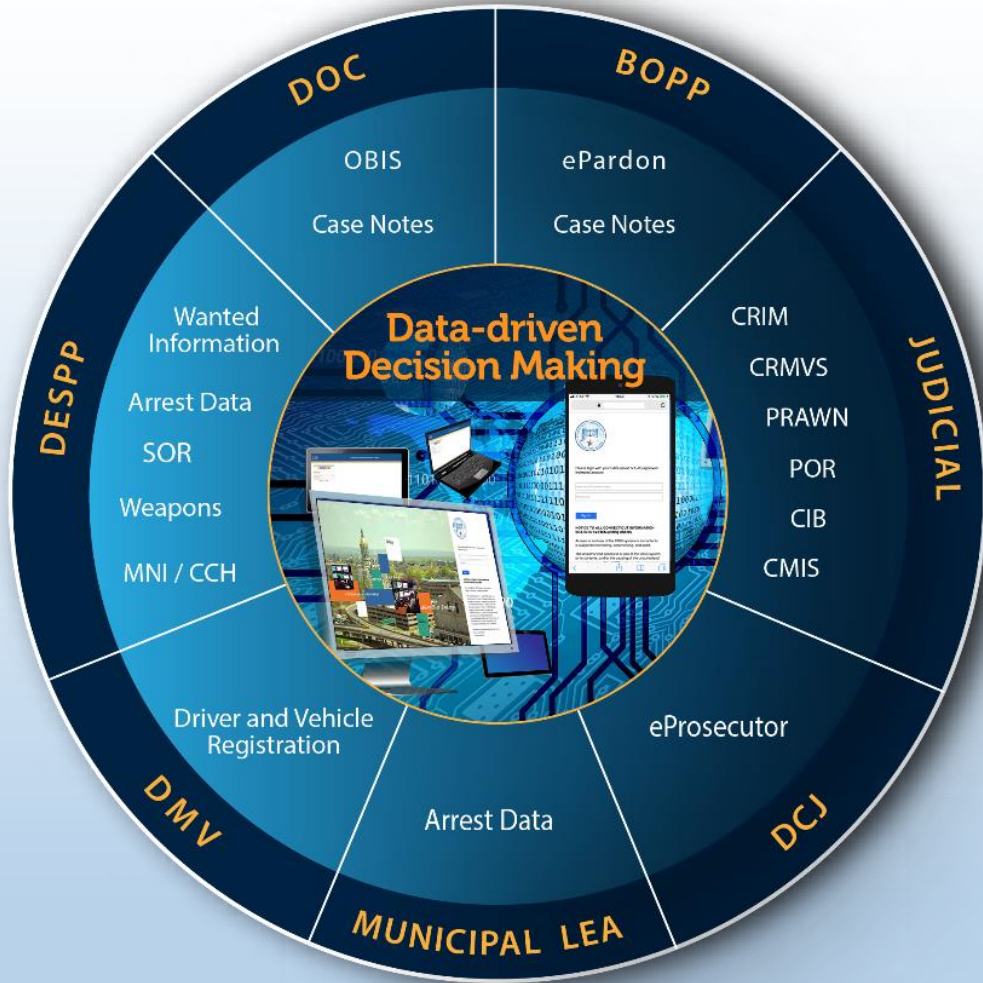 DOC
BOPP
JUDICIAL
DCJ
MUNICIPAL LEA
DMV
DESPP
OBIS
Case Notes
ePardon
Case Notes
CRIM
CRMVS
PRAWN
POR
CIB
CMIS
eProsecutor
Arrest Data
Driver and Vehicle
Registration
Wanted
Information
Arrest Data
SOR
Weapons
MNI / CCH
Data-driven
Decision Making